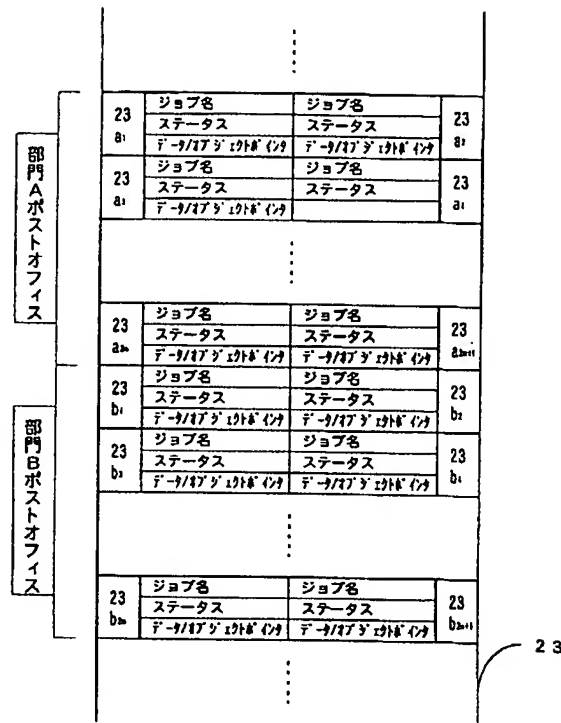 部門Aポストオフィス
23 a₁ ジョブ名 ジョブ名 23 a₂
ステータス ステータス
データ/オブジェクトポインタ データ/オブジェクトポインタ
23 a₃ ジョブ名 ジョブ名 23
ステータス ステータス
データ/オブジェクトポインタ
23 ジョブ名 ジョブ名 23
ステータス ステータス
データ/オブジェクトポインタ データ/オブジェクトポインタ
部門Bポストオフィス
23 b₁ ジョブ名 ジョブ名 23 b₂
ステータス ステータス
データ/オブジェクトポインタ データ/オブジェクトポインタ
23 b₃ ジョブ名 ジョブ名 23
ステータス ステータス
データ/オブジェクトポインタ データ/オブジェクトポインタ
23 ジョブ名 ジョブ名 23
ステータス ステータス
データ/オブジェクトポインタ データ/オブジェクトポインタ
23